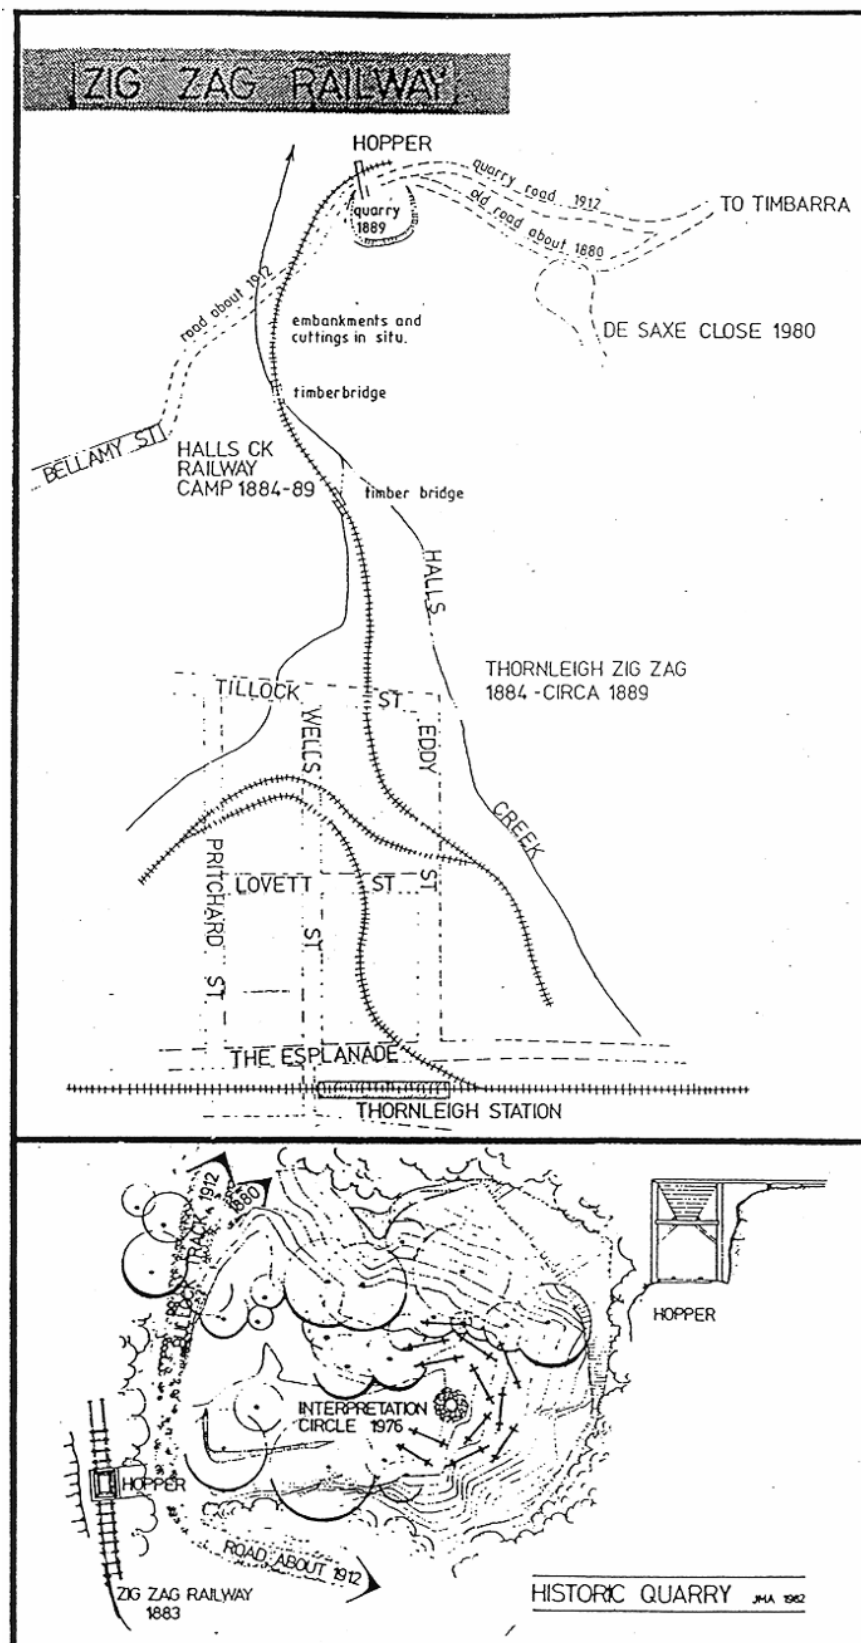 ZIG ZAG RAILWAY
HOPPER
quarry road 1912
old road about 1880
TO TIMBARRA
quarry
1889
road about 1912
embankments and
cuttings in situ.
DE SAXE CLOSE 1980
timberbridge
BELLAMY ST
HALLS CK
RAILWAY
CAMP 1884-89
timber bridge
HALLS
CREEK
THORNLEIGH ZIG ZAG
1884 -CIRCA 1889
TILLOCK ST
WELLS ST
EDDY ST
PRITCHARD ST
LOVETT ST
THE ESPLANADE
THORNLEIGH STATION
BULLOCK TRACK 1912
1880
HOPPER
INTERPRETATION
CIRCLE 1976
HOPPER
ROAD ABOUT 1912
ZIG ZAG RAILWAY
1883
HISTORIC QUARRY JMA 1982